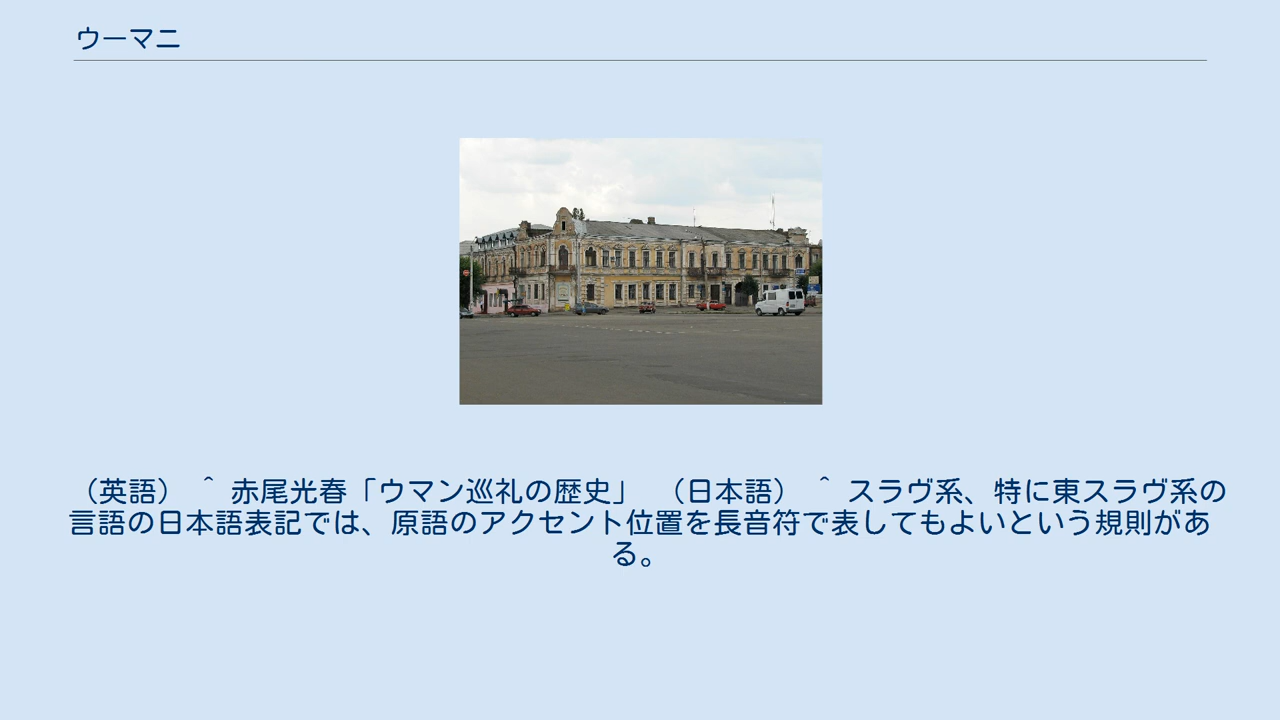 ウーマニ
（英語） ＾ 赤尾光春「ウマン巡礼の歴史」 （日本語） ＾ スラヴ系、特に東スラヴ系の
言語の日本語表記では、原語のアクセント位置を長音符で表してもよいという規則があ
る。